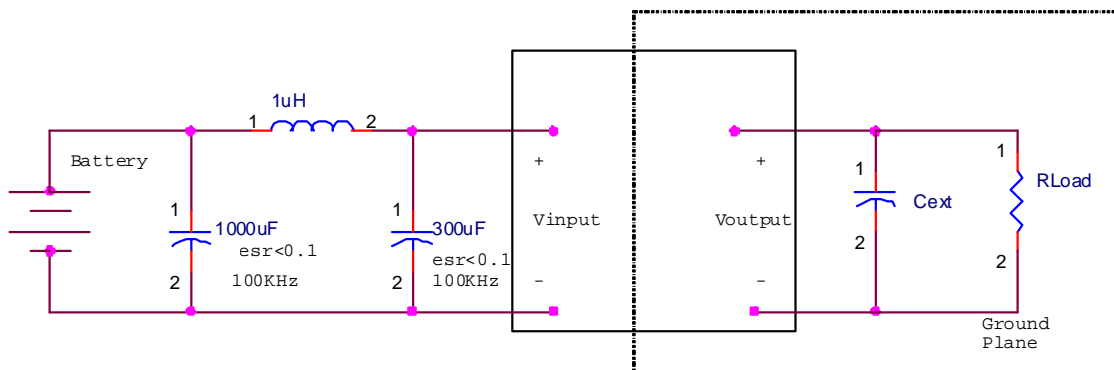 1uH
1 2
Battery
+ +
1 1
1 1
RLoad
Cext
1000uF 300uF
Vinput Voutput
esr<0.1 esr<0.1
2 2
2 2
100KHz 100KHz
- -
Ground
Plane